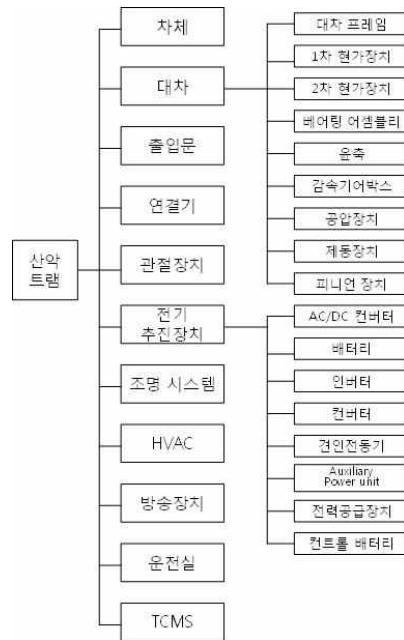 산악
트램
차체
대차
출입문
연결기
관절장치
전기
추진장치
조명 시스템
HVAC
방송장치
운전실
TCMS
대차 프레임
1차 현가장치
2차 현가장치
베어링 어셈블리
윤축
감속기어박스
공압장치
제동장치
피니언 장치
AC/DC 컨버터
배터리
인버터
컨버터
견인전동기
Auxiliary
Power unit
전력공급장치
컨트롤 배터리